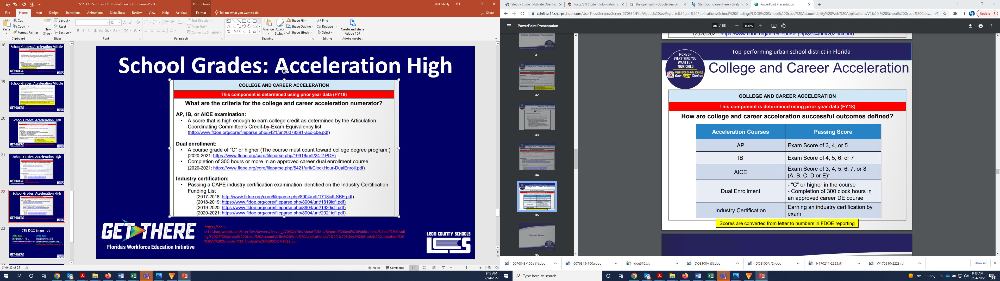 22.23 LCS Summer CTE Presentation.pptx - PowerPoint
Picture Tools
Bell, Shelly
File
Home
Insert
Design
Transitions
Animations
Slide Show
Review
View
Help
Acrobat
Format
Tell me what you want to do
Share
Paste
Cut
Copy
Format Painter
Clipboard
New Slide
Layout
Reset
Section
Slides
62
Font
Text Direction
Align Text
Convert to SmartArt
Paragraph
Arrange
Quick Styles
Shape Fill
Shape Outline
Shape Effects
Drawing
Find
Replace
Select
Editing
Create and Share Adobe PDF
Adobe Acrobat
18
School Grades: Acceleration Middle
19
School Grades: Acceleration Middle
20
School Grades: Acceleration High
21
School Grades: Acceleration High
22
School Grades: Acceleration High
23
CTE K-12 Snapshot
2020-2021
2021-2022
School Grades: Acceleration High
COLLEGE AND CAREER ACCELERATION
This component is determined using prior year data (FY18)
What are the criteria for the college and career acceleration numerator?
AP, IB, or AICE examination:
• A score that is high enough to earn college credit as determined by the Articulation
Coordinating Committee's Credit-by-Exam Equivalency list
(http://www.fldoe.org/core/fileparse.php/5421/urlt/0078391-acc-cbe.pdf)
Dual enrollment:
• A course grade of "C" or higher (The course must count toward college degree program.)
(2020-2021: https://www.fldoe.org/core/fileparse.php/19916/urlt/24-2.PDF)
• Completion of 300 hours or more in an approved career dual enrollment course
(2020-2021: https://www.fldoe.org/core/fileparse.php/5421/urlt/ClockHour-DualEnroll.pdf)
Industry certification:
• Passing a CAPE industry certification examination identified on the Industry Certification
Funding List
(2017-2018: http://www.fldoe.org/core/fileparse.php/8904/urlt/1718icfl-SBE.pdf)
(2018-2019: https://www.fldoe.org/core/fileparse.php/8904/urlt/1819icfl.pdf)
(2019-2020: https://www.fldoe.org/core/fileparse.php/8904/urlt/1920icfl.pdf)
(2020-2021: https://www.fldoe.org/core/fileparse.php/8904/urlt/2021icfl.pdf)
GET THERE
Florida's Workforce Education Initiative
https://cdn5-
ss14.sharpschool.com/UserFiles/Servers/Server_270532/File/About%20Us/Reports%20and%20Publications/School%20Gradi
ng/FLDOE%20School%20Grade%20Accountability%20Web%20Applications/V2%20-%20School%20Grade%20Calculation%20-
%20All%20Schools-FY22_Update%20-%2002-17-2022.pdf
LEON COUNTY SCHOOLS
LCS
Slide 22 of 25
Notes
Comments
114%
9:13 AM
7/14/2022
Steps - Student-Athlete Orientat
Focus/SIS Student Information S
the open golf - Google Search
Start Your Career Here - Lively Te
PowerPoint Presentation
cdn5-ss14.sharpschool.com/UserFiles/Servers/Server_270532/File/About%20Us/Reports%20and%20Publications/School%20Grading/FLDOE%20School%20Grade%20Accountability%20Web%20Applications/V2%20-%20School%20Grade%20Calc...
Update
PowerPoint Presentation
35 / 55
100%
College and Career Acceleration
31
32
33
34
35
Percent Tested
36
(2020-2021: https://www.fldoe.org/core/fileparse.php/8904/urlt/2021icfl.pdf)
MORE OF
EVERYTHING YOU
WANT FOR
YOUR CHILD
PALM BEACH COUNTY SCHOOLS
Your BEST Choice!
Top-performing urban school district in Florida
College and Career Acceleration
COLLEGE AND CAREER ACCELERATION
This component is determined using prior-year data (FY18)
How are college and career acceleration successful outcomes defined?
Acceleration Courses
Passing Score
AP
Exam Score of 3, 4, or 5
IB
Exam Score of 4, 5, 6, or 7
AICE
Exam Score of 3, 4, 5, 6, 7, or 8
(A, B, C, D or E)*
Dual Enrollment
- "C" or higher in the course
- Completion of 300 clock hours in
an approved career DE course
Industry Certification
Earning an industry certification by
exam
Scores are converted from letter to numbers in FDOE reporting
0076843-100a (1).doc
0076843-100a.doc
doe610.xls
DOE100A (3).doc
DOE100A (2).doc
H170211-2223.rtf
W170210-2223.rtf
Show all
Type here to search
78°F Sunny
9:13 AM
7/14/2022